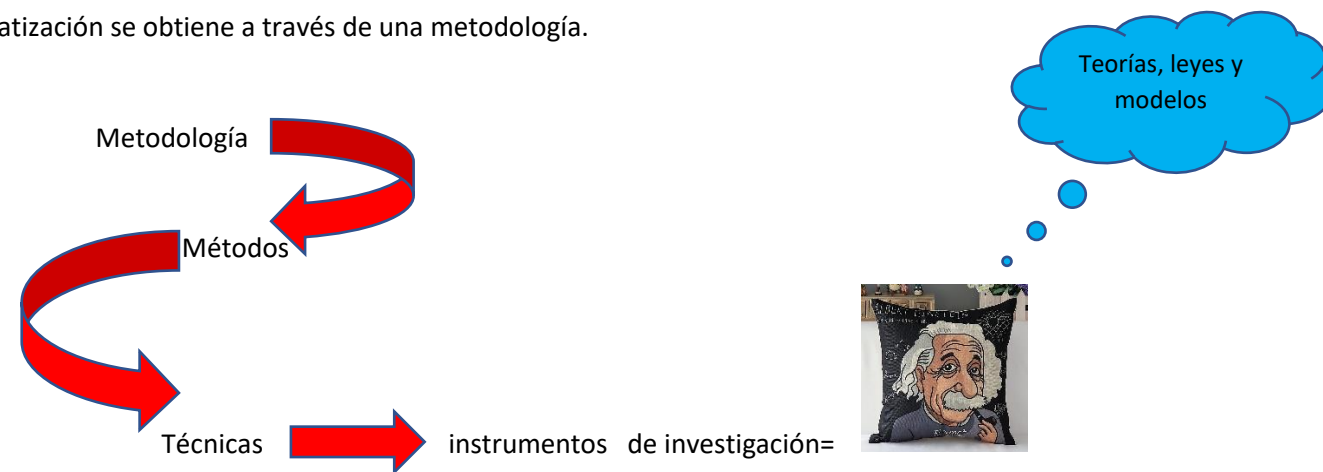 atización se obtiene a través de una metodología.
Teorías, leyes y
modelos
Metodología
Métodos
Técnicas instrumentos de investigación=